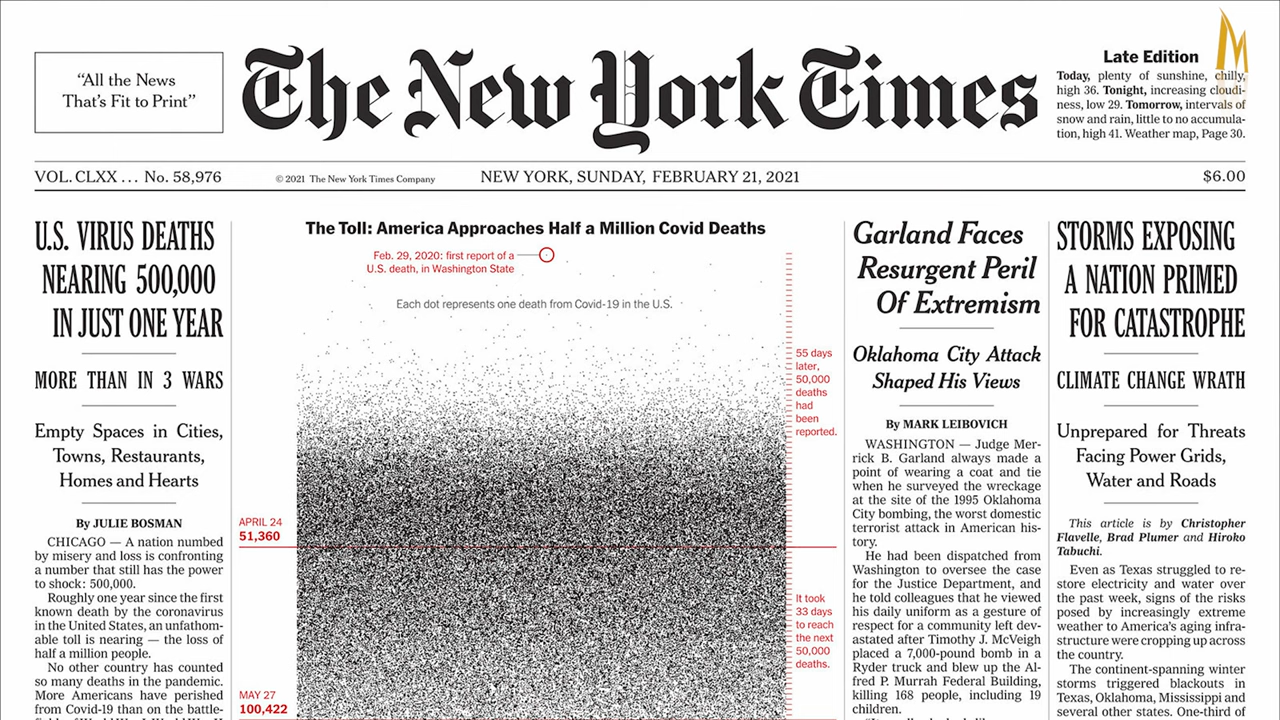 "All the News
That's Fit to Print"
The New York Times
Late Edition
Today, plenty of sunshine, chilly,
high 36. Tonight, increasing cloudi-
ness, low 29. Tomorrow, intervals of
snow and rain, little to no accumula-
tion, high 41. Weather map, Page 30.
VOL. CLXX ... No. 58,976
© 2021 The New York Times Company
NEW YORK, SUNDAY, FEBRUARY 21, 2021
$6.00
U.S. VIRUS DEATHS
NEARING 500,000
IN JUST ONE YEAR
MORE THAN IN 3 WARS
Empty Spaces in Cities,
Towns, Restaurants,
Homes and Hearts
By JULIE BOSMAN
CHICAGO — A nation numbed
by misery and loss is confronting
a number that still has the power
to shock: 500,000.
Roughly one year since the first
known death by the coronavirus
in the United States, an unfathom-
able toll is nearing — the loss of
half a million people.
No other country has counted
so many deaths in the pandemic.
More Americans have perished
from Covid-19 than on the battle-
The Toll: America Approaches Half a Million Covid Deaths
Feb. 29, 2020: first report of a
U.S. death, in Washington State
Each dot represents one death from Covid-19 in the U.S.
55 days
later,
50,000
deaths
had
been
reported.
APRIL 24
51,360
It took
33 days
to reach
the next
50,000
deaths.
MAY 27
100,422
Garland Faces
Resurgent Peril
Of Extremism
Oklahoma City Attack
Shaped His Views
By MARK LEIBOVICH
WASHINGTON — Judge Mer-
rick B. Garland always made a
point of wearing a coat and tie
when he surveyed the wreckage
at the site of the 1995 Oklahoma
City bombing, the worst domestic
terrorist attack in American his-
tory.
He had been dispatched from
Washington to oversee the case
for the Justice Department, and
he told colleagues that he viewed
his daily uniform as a gesture of
respect for a community left dev-
astated after Timothy J. McVeigh
placed a 7,000-pound bomb in a
Ryder truck and blew up the Al-
fred P. Murrah Federal Building,
killing 168 people, including 19
children.
STORMS EXPOSING
A NATION PRIMED
FOR CATASTROPHE
CLIMATE CHANGE WRATH
Unprepared for Threats
Facing Power Grids,
Water and Roads
This article is by Christopher
Flavelle, Brad Plumer and Hiroko
Tabuchi.
Even as Texas struggled to re-
store electricity and water over
the past week, signs of the risks
posed by increasingly extreme
weather to America's aging infra-
structure were cropping up across
the country.
The continent-spanning winter
storms triggered blackouts in
Texas, Oklahoma, Mississippi and
several other states. One-third of